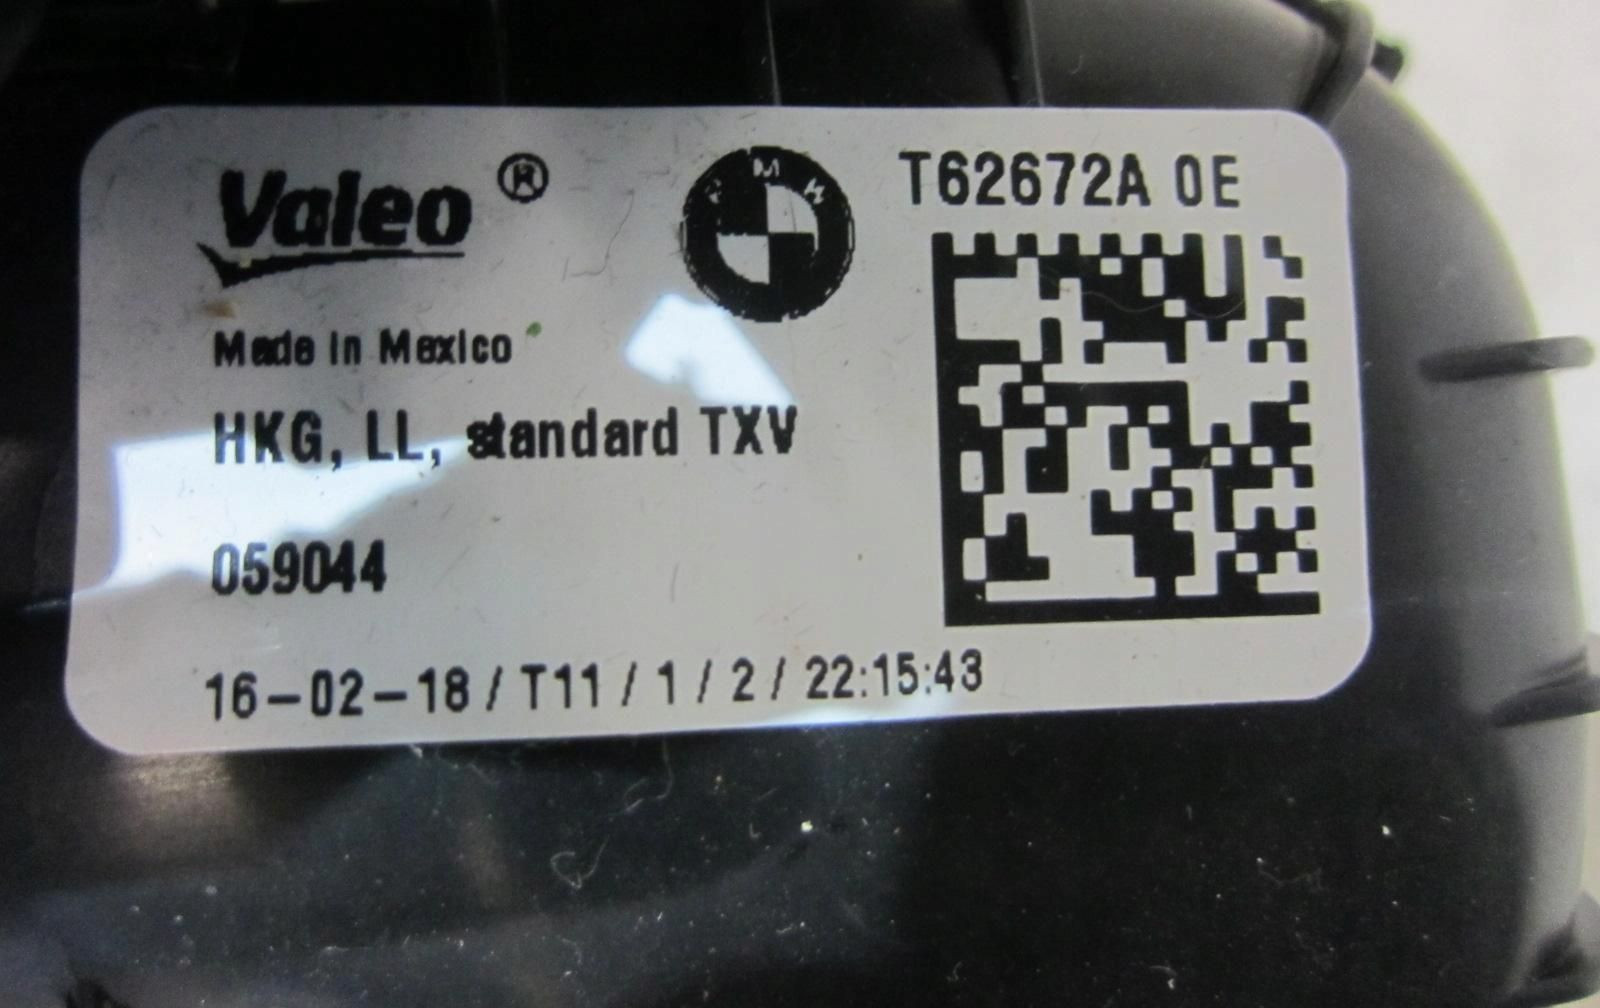 Valeo ®
BMW
T62672A 0E
Made in Mexico
HKG, LL, standard TXV
059044
16-02-18 / T11 / 1 / 2 / 22:15:43